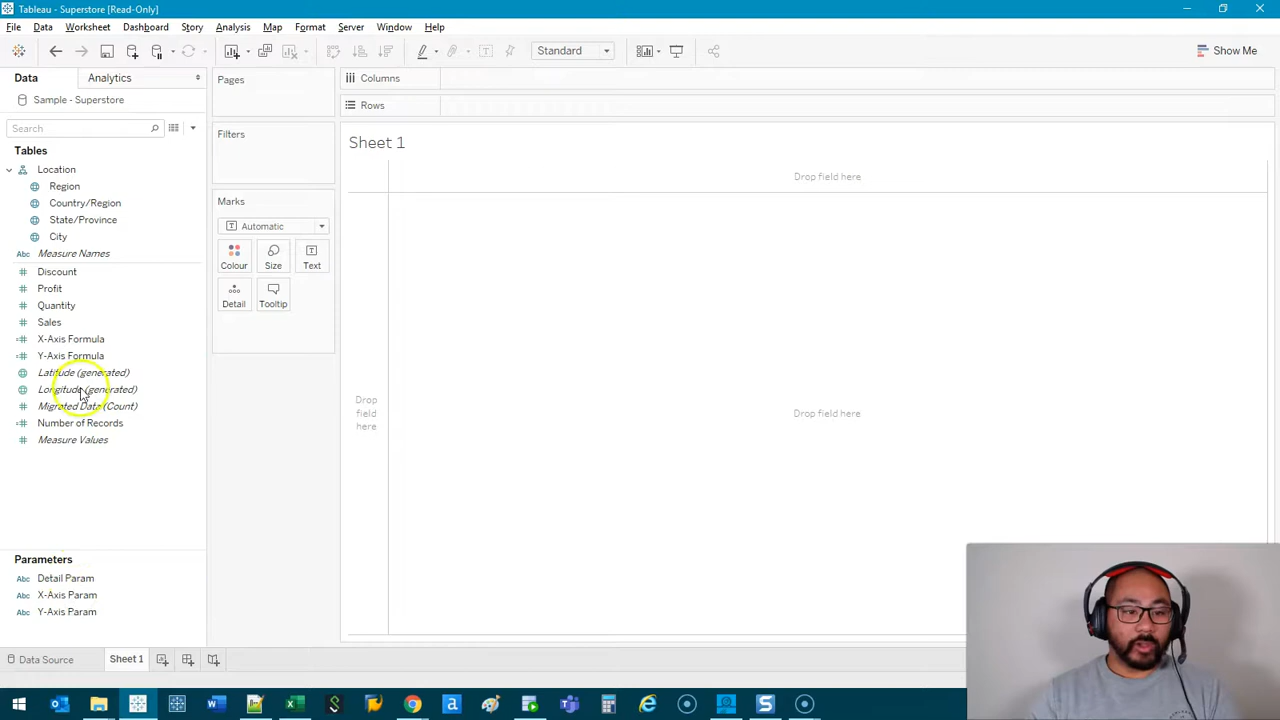 Tableau - Superstore [Read-Only]
File Data Worksheet Dashboard Story Analysis Map Format Server Window Help
Standard
Show Me
Data
Analytics
Sample - Superstore
Search
Tables
Location
Region
Country/Region
State/Province
City
Abc Measure Names
Discount
Profit
Quantity
Sales
X-Axis Formula
Y-Axis Formula
Latitude (generated)
Longitude (generated)
Migrated Data (Count)
Number of Records
Measure Values
Parameters
Abc Detail Param
Abc X-Axis Param
Abc Y-Axis Param
Pages
Filters
Marks
Automatic
Colour
Size
Text
Detail
Tooltip
Columns
Rows
Sheet 1
Drop field here
Drop
field
here
Drop field here
Data Source
Sheet 1